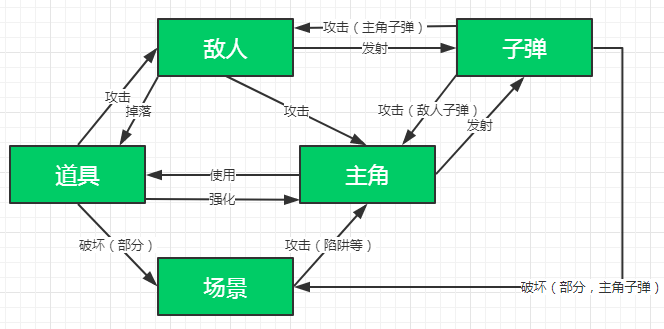 攻击（主角子弹）
敌人
发射
子弹
攻击
掉落
攻击
攻击（敌人子弹）
发射
道具
使用
主角
强化
破坏（部分）
攻击（陷阱等）
场景
破坏（部分，主角子弹）